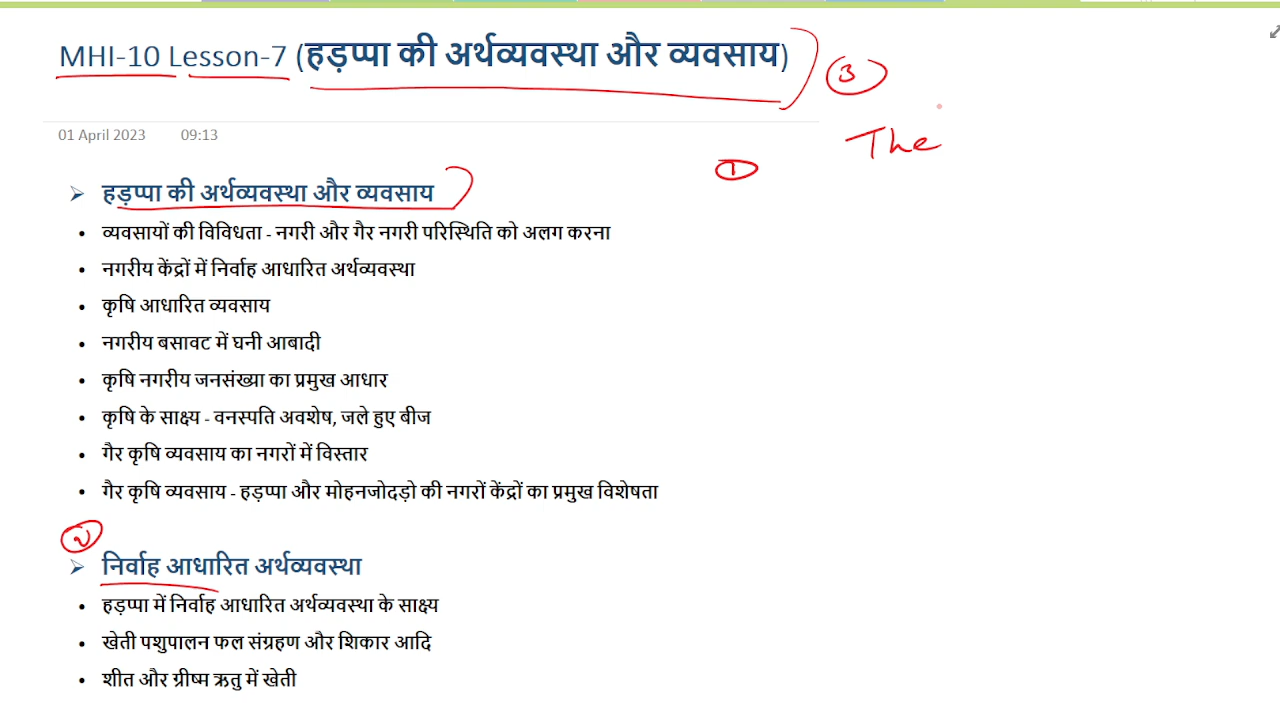 MHI-10 Lesson-7 (हड़प्पा की अर्थव्यवस्था और व्यवसाय)
3
01 April 2023 09:13
The
1
➢ हड़प्पा की अर्थव्यवस्था और व्यवसाय
• व्यवसायों की विविधता - नगरी और गैर नगरी परिस्थिति को अलग करना
• नगरीय केंद्रों में निर्वाह आधारित अर्थव्यवस्था
• कृषि आधारित व्यवसाय
• नगरीय बसावट में घनी आबादी
• कृषि नगरीय जनसंख्या का प्रमुख आधार
• कृषि के साक्ष्य - वनस्पति अवशेष, जले हुए बीज
• गैर कृषि व्यवसाय का नगरों में विस्तार
• गैर कृषि व्यवसाय - हड़प्पा और मोहनजोदड़ो की नगरों केंद्रों का प्रमुख विशेषता
2
➢ निर्वाह आधारित अर्थव्यवस्था
• हड़प्पा में निर्वाह आधारित अर्थव्यवस्था के साक्ष्य
• खेती पशुपालन फल संग्रहण और शिकार आदि
• शीत और ग्रीष्म ऋतु में खेती